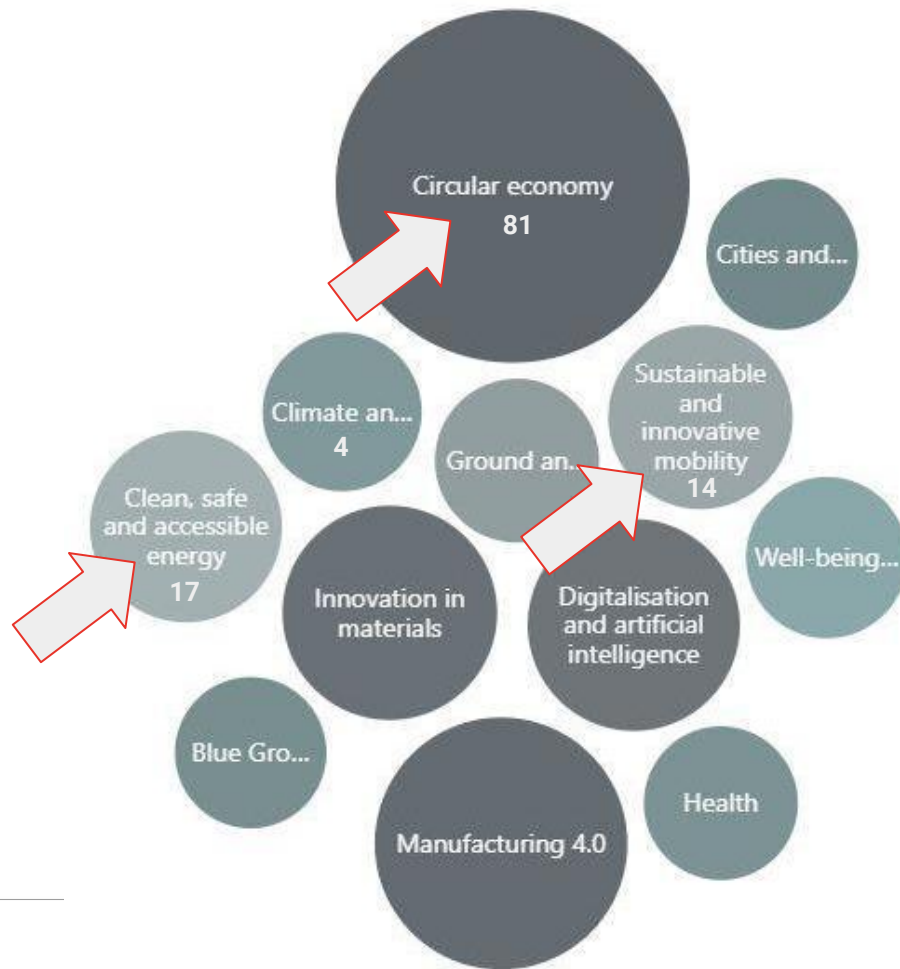 Circular economy
81
Cities and...
Sustainable
and
innovative
mobility
14
Climate an...
4
Ground an...
Clean, safe
and accessible
energy
17
Well-being...
Innovation in
materials
Digitalisation
and artificial
intelligence
Blue Gro...
Health
Manufacturing 4.0